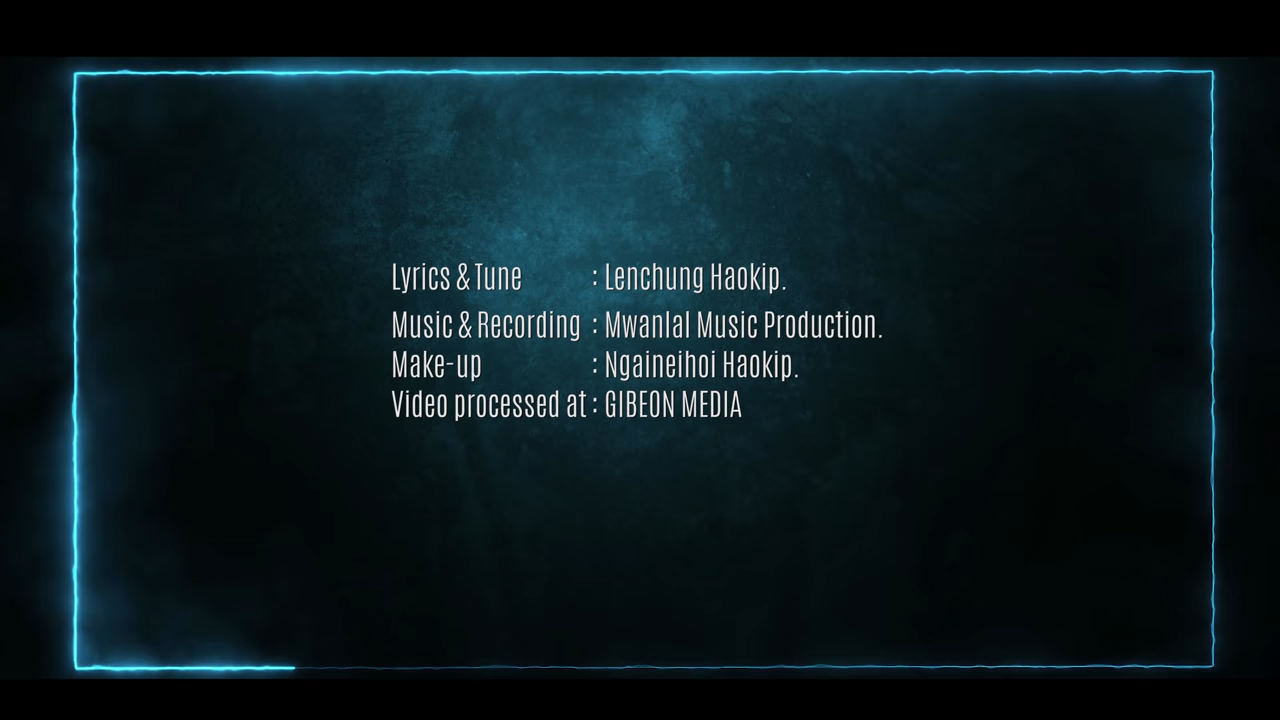 Lyrics & Tune : Lenchung Haokip.
Music & Recording : Mwanlal Music Production.
Make-up : Ngaineihoi Haokip.
Video processed at : GIBEON MEDIA